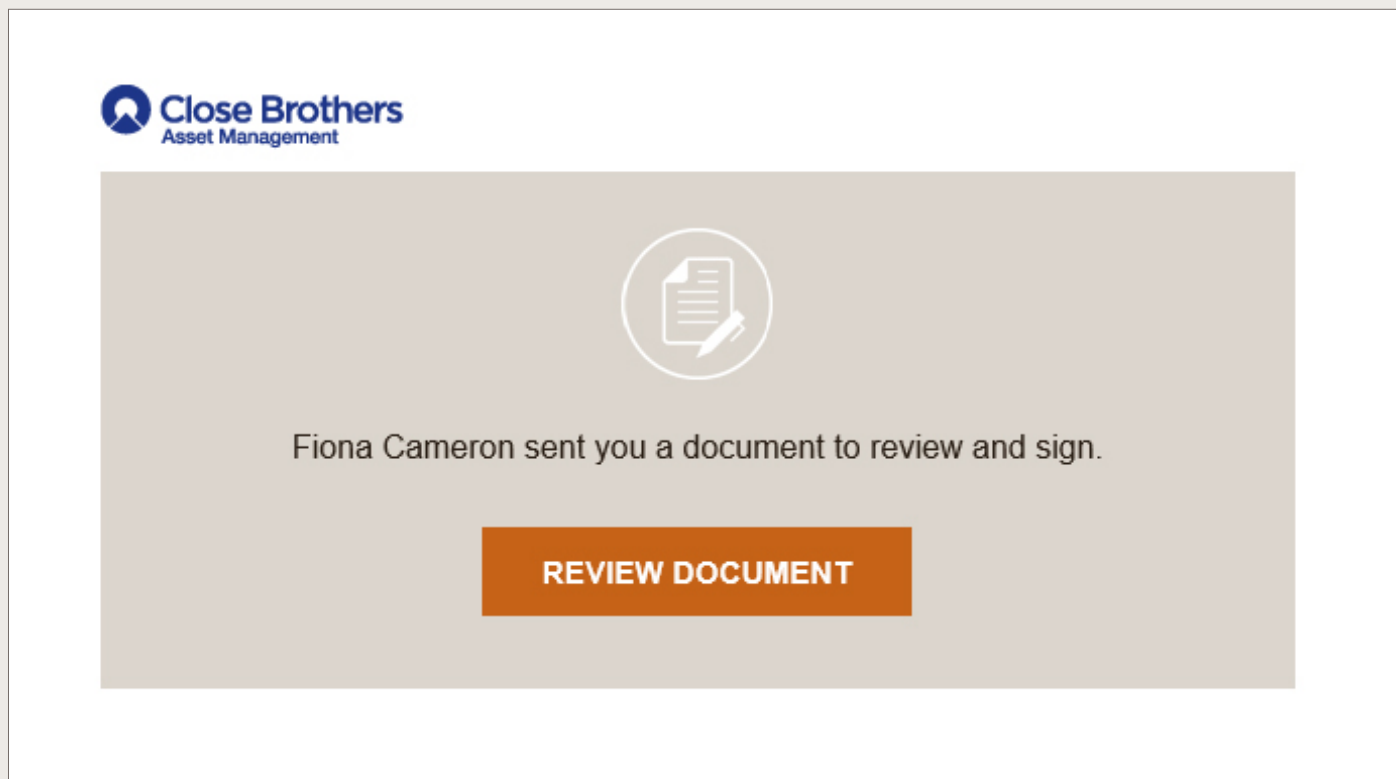 Close Brothers
Asset Management
Fiona Cameron sent you a document to review and sign.
REVIEW DOCUMENT